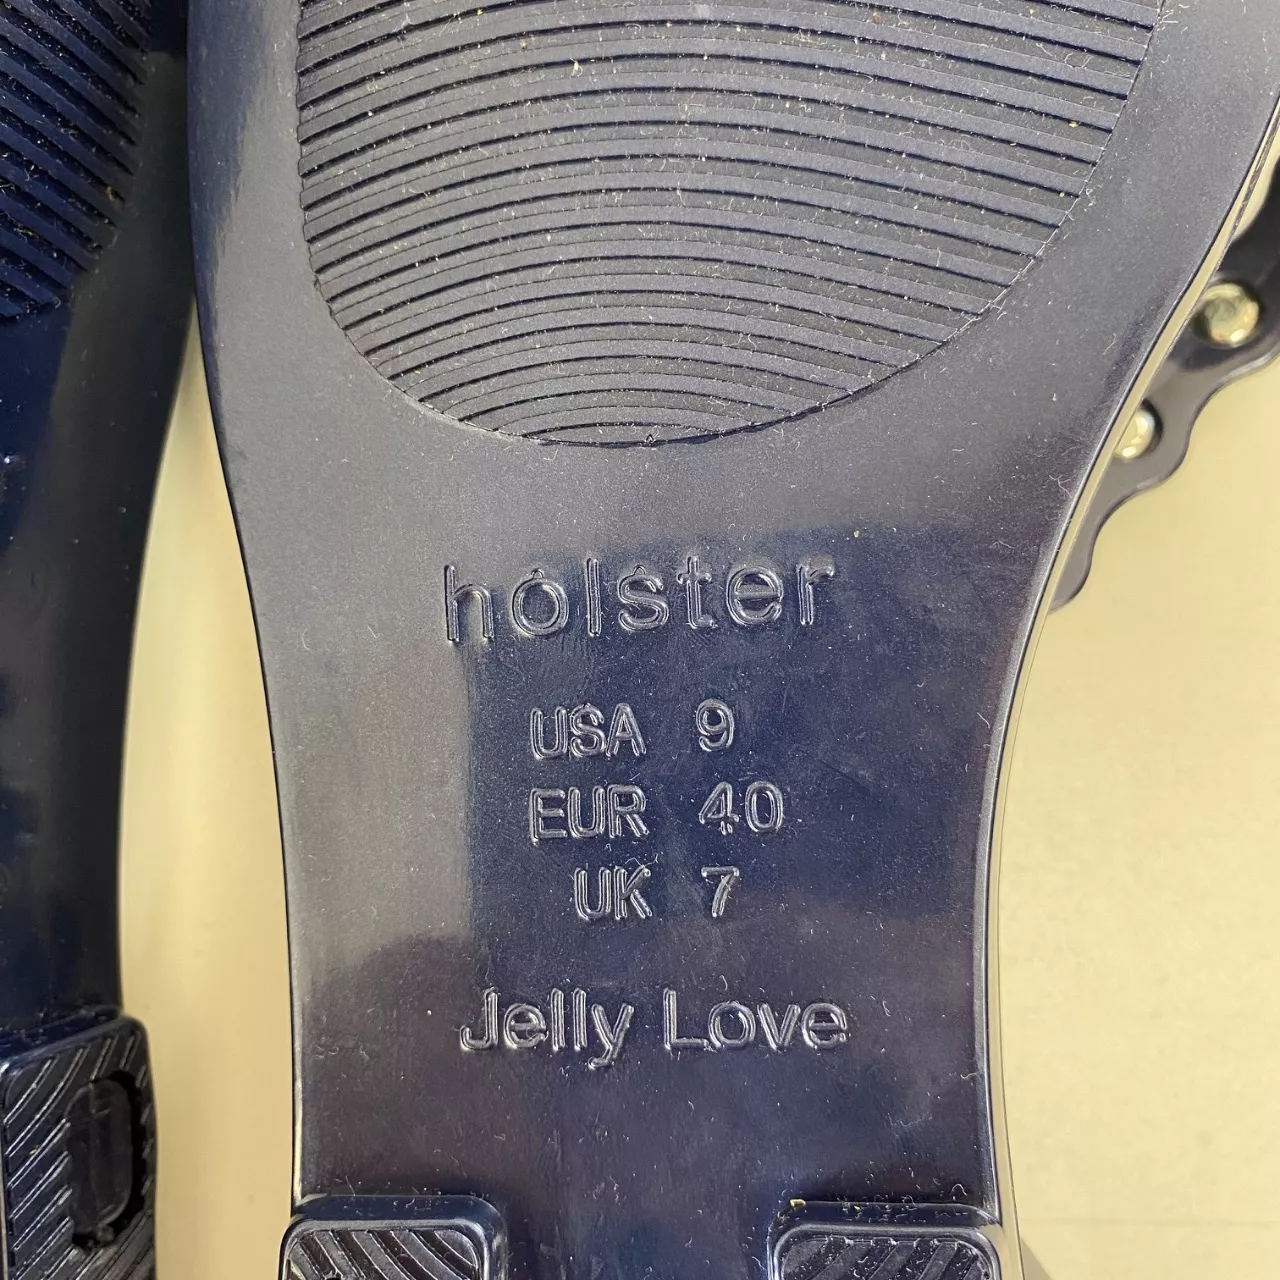 holster
USA 9
EUR 40
UK 7
Jelly Love